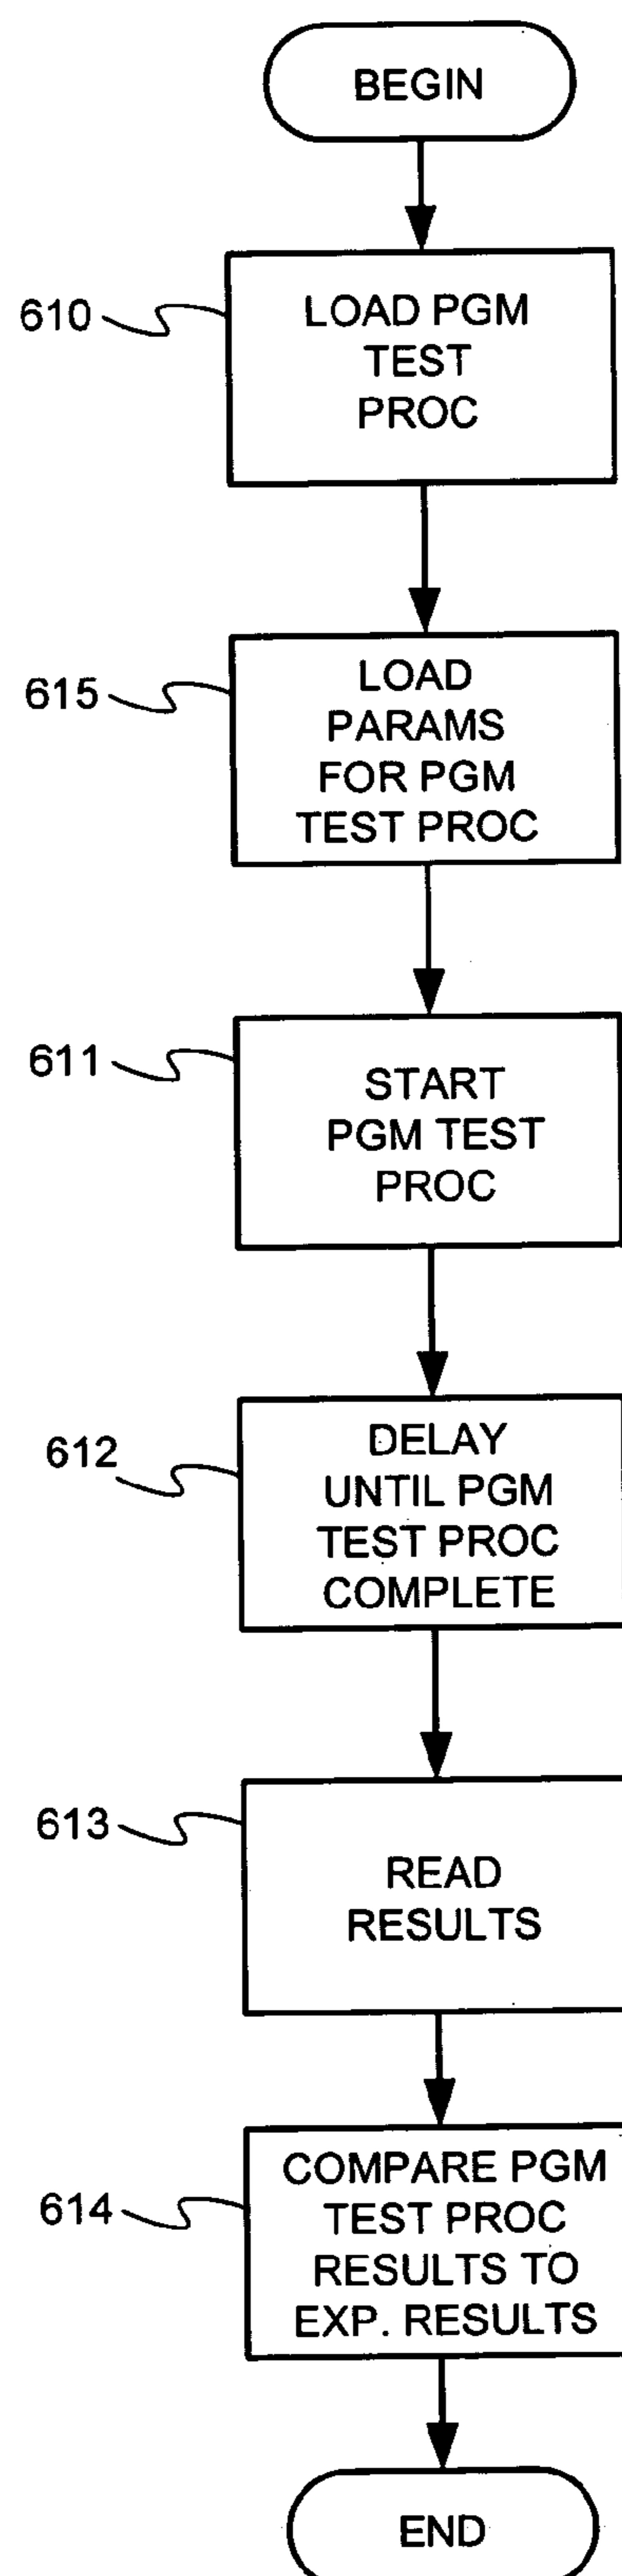 BEGIN
610
LOAD PGM
TEST
PROC
615
LOAD
PARAMS
FOR PGM
TEST PROC
611
START
PGM TEST
PROC
612
DELAY
UNTIL PGM
TEST PROC
COMPLETE
613
READ
RESULTS
614
COMPARE PGM
TEST PROC
RESULTS TO
EXP. RESULTS
END